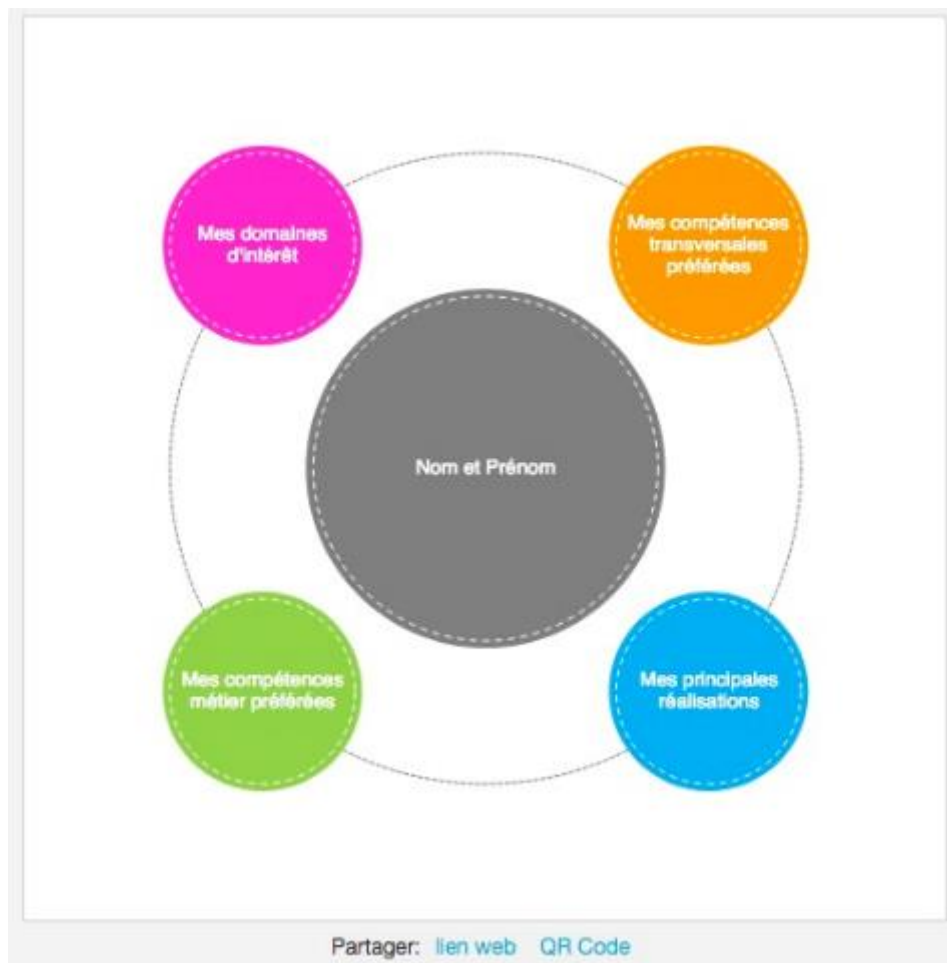 Mes domaines
d'intérêt
Mes compétences
transversales
préférées
Nom et Prénom
Mes compétences
métier préférées
Mes principales
réalisations
Partager: lien web QR Code